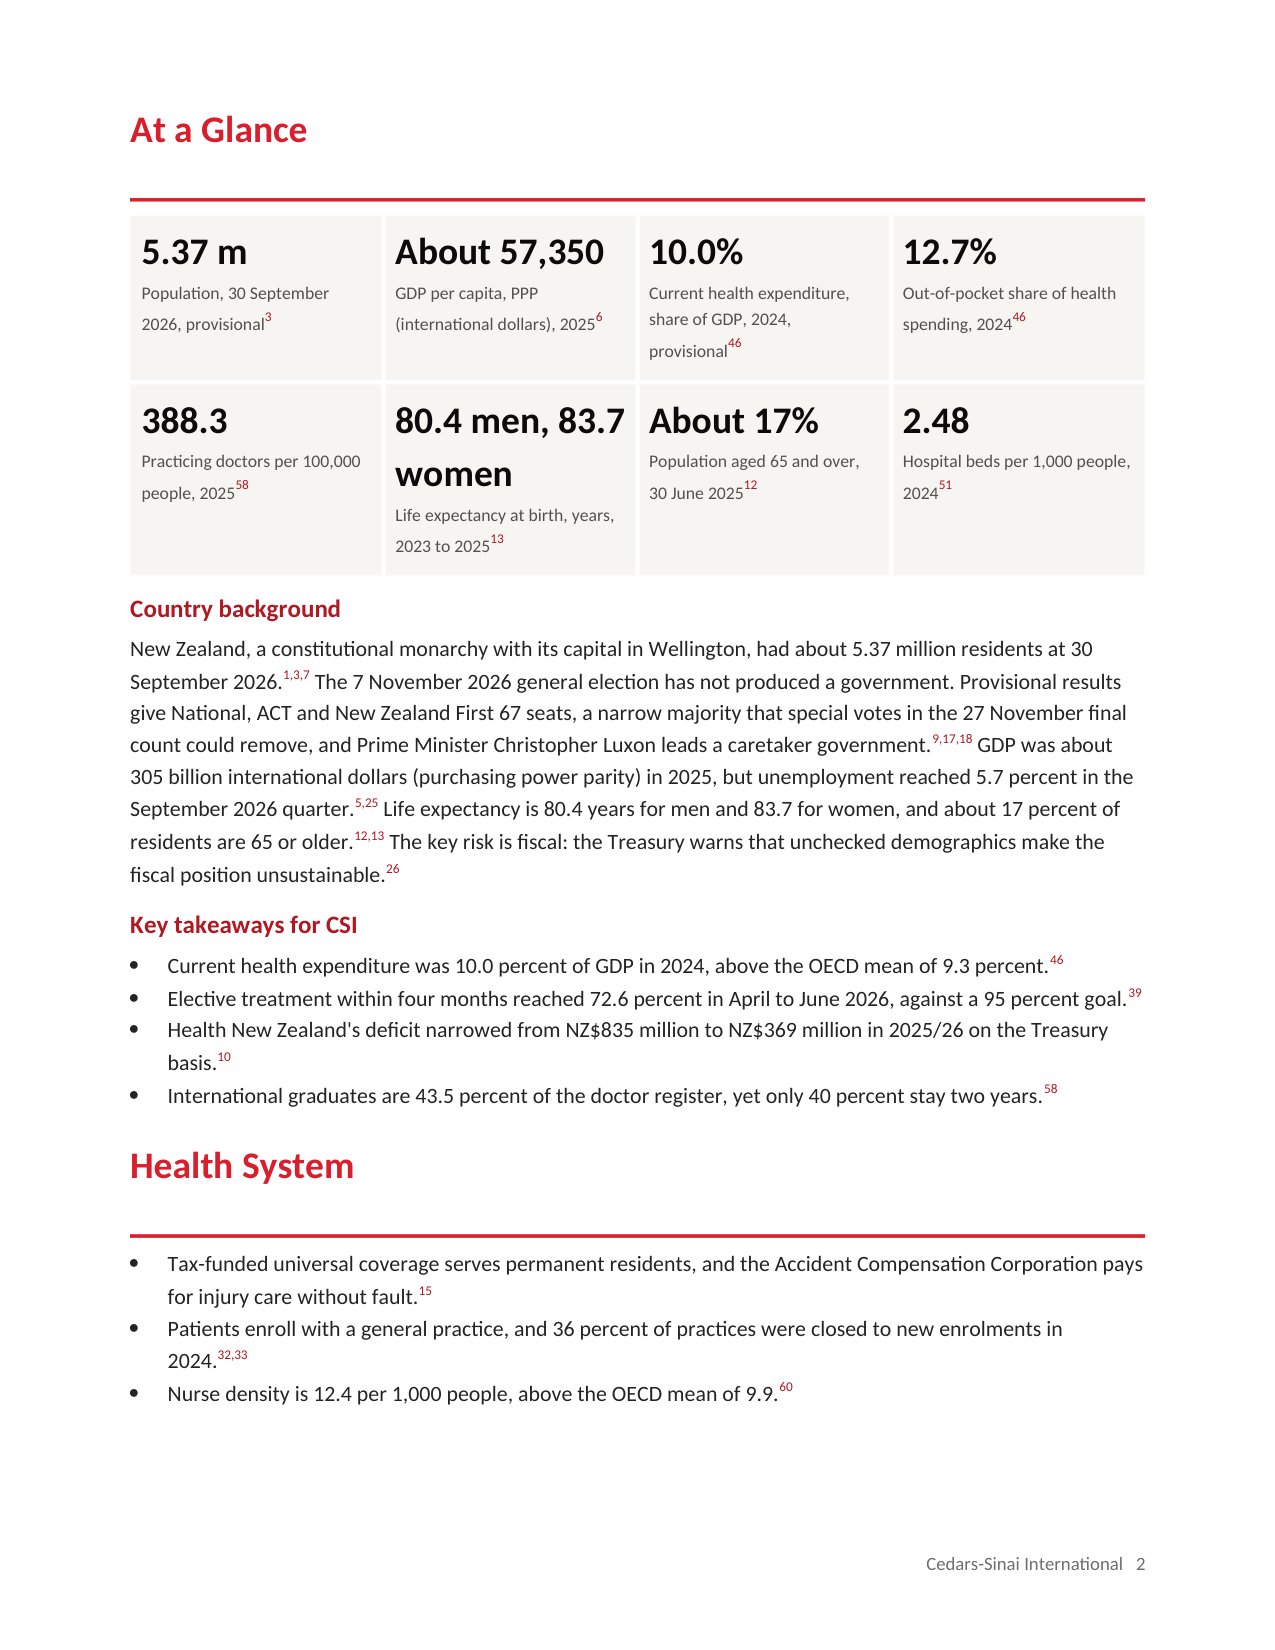 At a Glance
5.37 m
Population, 30 September
2026, provisional3
About 57,350
GDP per capita, PPP
(international dollars), 20256
10.0%
Current health expenditure,
share of GDP, 2024,
provisional46
12.7%
Out-of-pocket share of health
spending, 202446
388.3
Practicing doctors per 100,000
people, 202558
80.4 men, 83.7
women
Life expectancy at birth, years,
2023 to 202513
About 17%
Population aged 65 and over,
30 June 202512
2.48
Hospital beds per 1,000 people,
202451
Country background
New Zealand, a constitutional monarchy with its capital in Wellington, had about 5.37 million residents at 30
September 2026.1,3,7 The 7 November 2026 general election has not produced a government. Provisional results
give National, ACT and New Zealand First 67 seats, a narrow majority that special votes in the 27 November final
count could remove, and Prime Minister Christopher Luxon leads a caretaker government.9,17,18 GDP was about
305 billion international dollars (purchasing power parity) in 2025, but unemployment reached 5.7 percent in the
September 2026 quarter.5,25 Life expectancy is 80.4 years for men and 83.7 for women, and about 17 percent of
residents are 65 or older.12,13 The key risk is fiscal: the Treasury warns that unchecked demographics make the
fiscal position unsustainable.26
Key takeaways for CSI
• Current health expenditure was 10.0 percent of GDP in 2024, above the OECD mean of 9.3 percent.46
• Elective treatment within four months reached 72.6 percent in April to June 2026, against a 95 percent goal.39
• Health New Zealand's deficit narrowed from NZ$835 million to NZ$369 million in 2025/26 on the Treasury
basis.10
• International graduates are 43.5 percent of the doctor register, yet only 40 percent stay two years.58
Health System
• Tax-funded universal coverage serves permanent residents, and the Accident Compensation Corporation pays
for injury care without fault.15
• Patients enroll with a general practice, and 36 percent of practices were closed to new enrolments in
2024.32,33
• Nurse density is 12.4 per 1,000 people, above the OECD mean of 9.9.60
Cedars-Sinai International 2